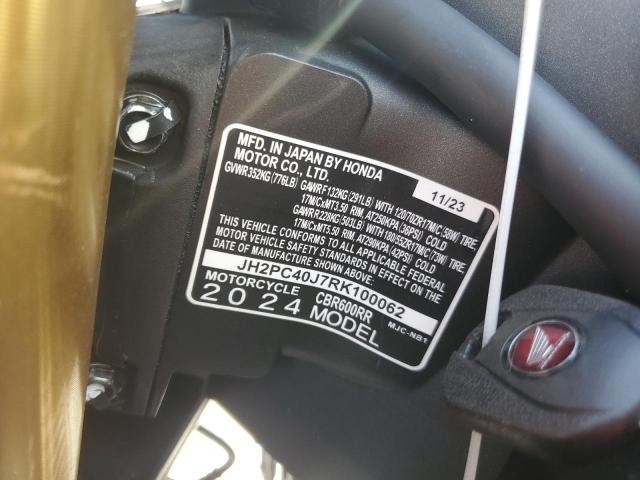 MFD. IN JAPAN BY HONDA
MOTOR CO., LTD.
11/23
GVWR352KG (776LB) GAWRF132KG (291LB) WITH 120/70ZR17M/C (58W) TIRE
17M/CxMT3.50 RIM, AT250KPA (36PSI) COLD
GAWRR228KG (503LB) WITH 180/55ZR17M/C (73W) TIRE
17M/CxMT5.50 RIM, AT290KPA (42PSI) COLD
THIS VEHICLE CONFORMS TO ALL APPLICABLE FEDERAL
MOTOR VEHICLE SAFETY STANDARDS IN EFFECT ON THE
DATE OF MANUFACTURE SHOWN ABOVE.
JH2PC40J7RK100062
MOTORCYCLE CBR600RR
2024 MODEL MJC-NB1